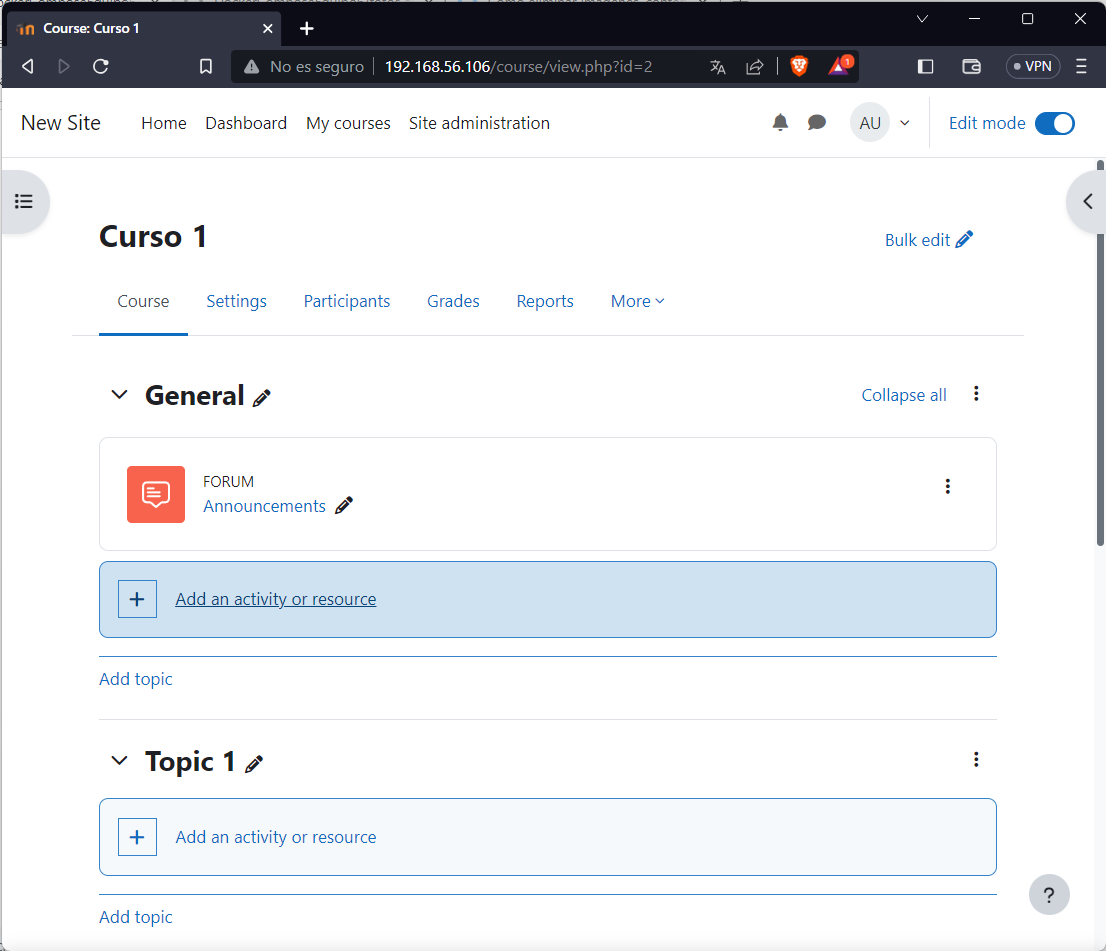 Course: Curso 1
No es seguro 192.168.56.106/course/view.php?id=2 1 VPN
New Site Home Dashboard My courses Site administration AU Edit mode
Curso 1 Bulk edit
Course Settings Participants Grades Reports More
General Collapse all
FORUM
Announcements
+ Add an activity or resource
Add topic
Topic 1
+ Add an activity or resource
Add topic
?